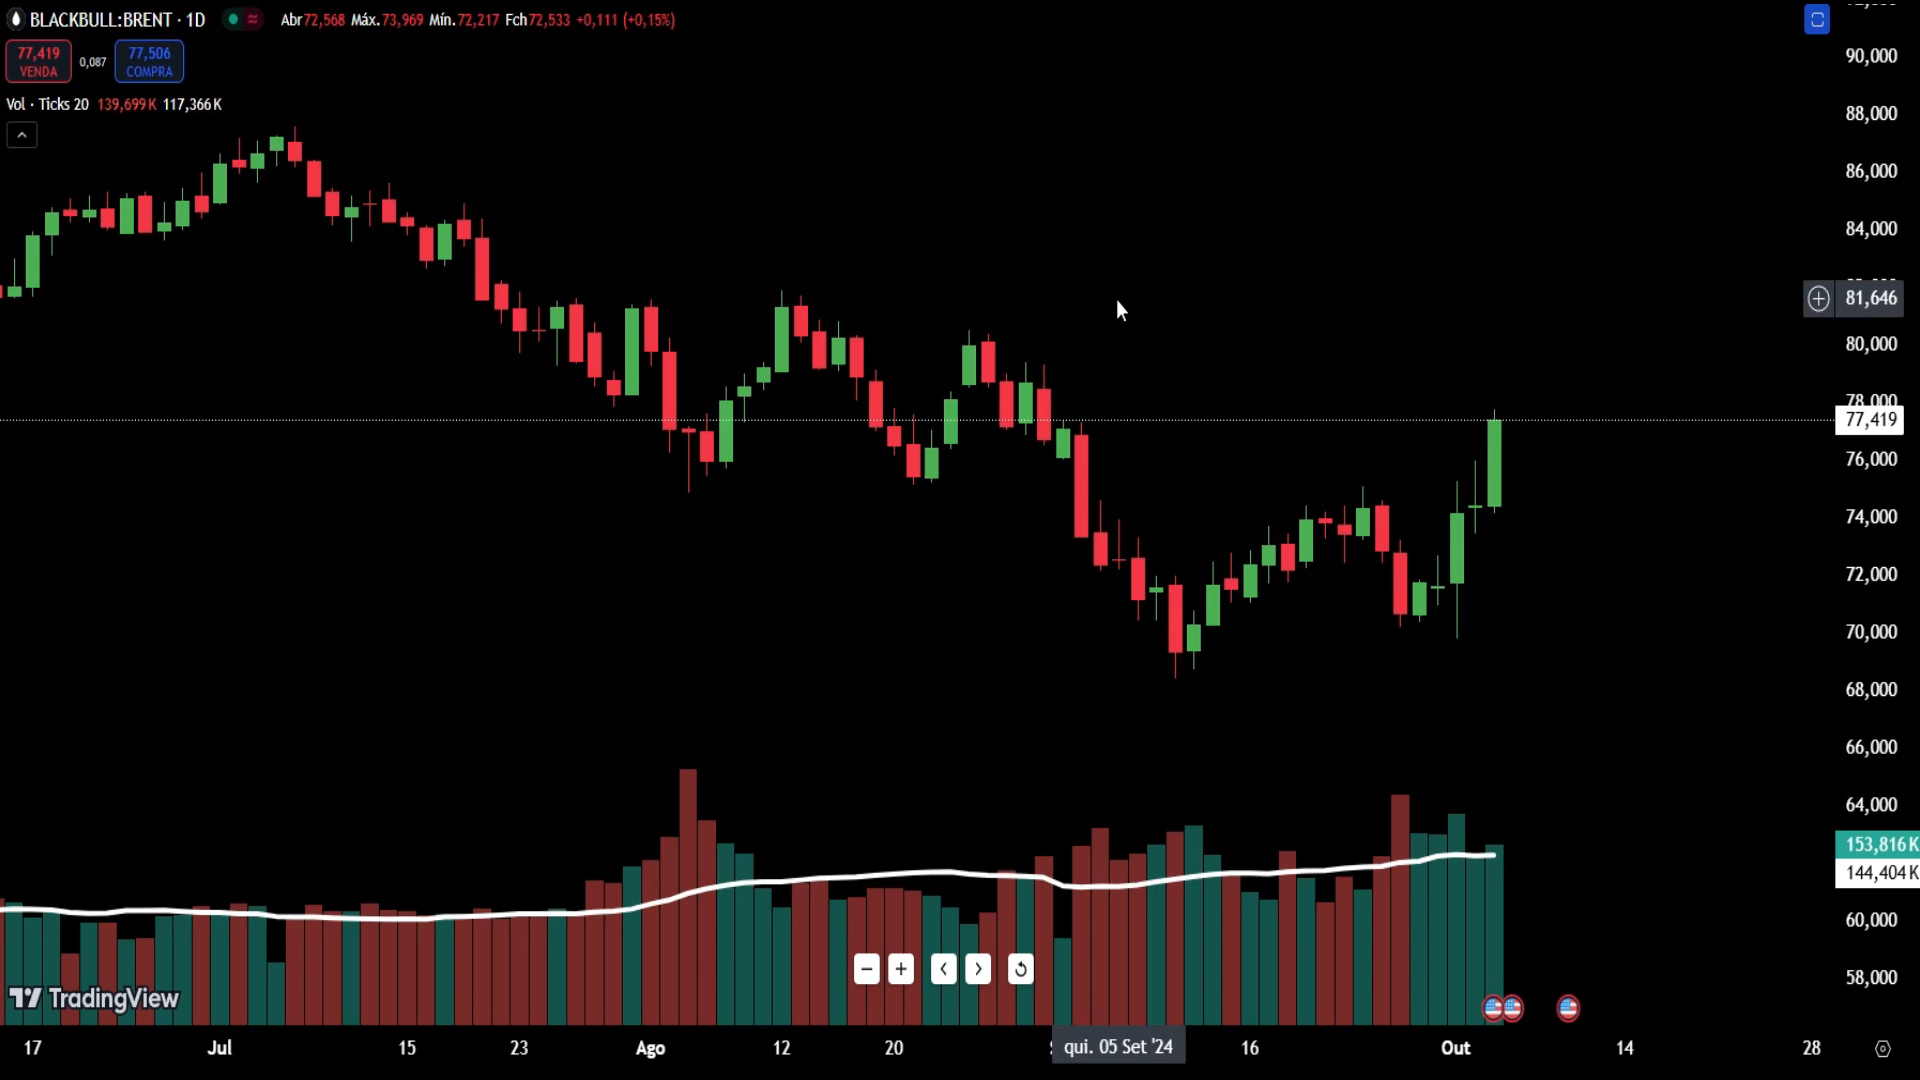 BLACKBULL:BRENT · 1D Abr72,568 Máx.73,969 Mín.72,217 Fch72,533 +0,111 (+0,15%)
77,419
VENDA
0,087
77,506
COMPRA
Vol · Ticks 20 139,699K 117,366K
90,000
88,000
86,000
84,000
81,646
80,000
78,000
77,419
76,000
74,000
72,000
70,000
68,000
66,000
64,000
153,816K
144,404K
60,000
58,000
TradingView
17 Jul 15 23 Ago 12 20 qui. 05 Set '24 16 Out 14 28